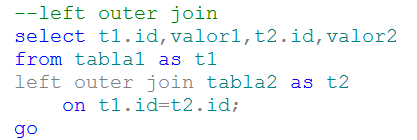 --left outer join
select t1.id,valor1,t2.id,valor2
from tabla1 as t1
left outer join tabla2 as t2
on t1.id=t2.id;
go